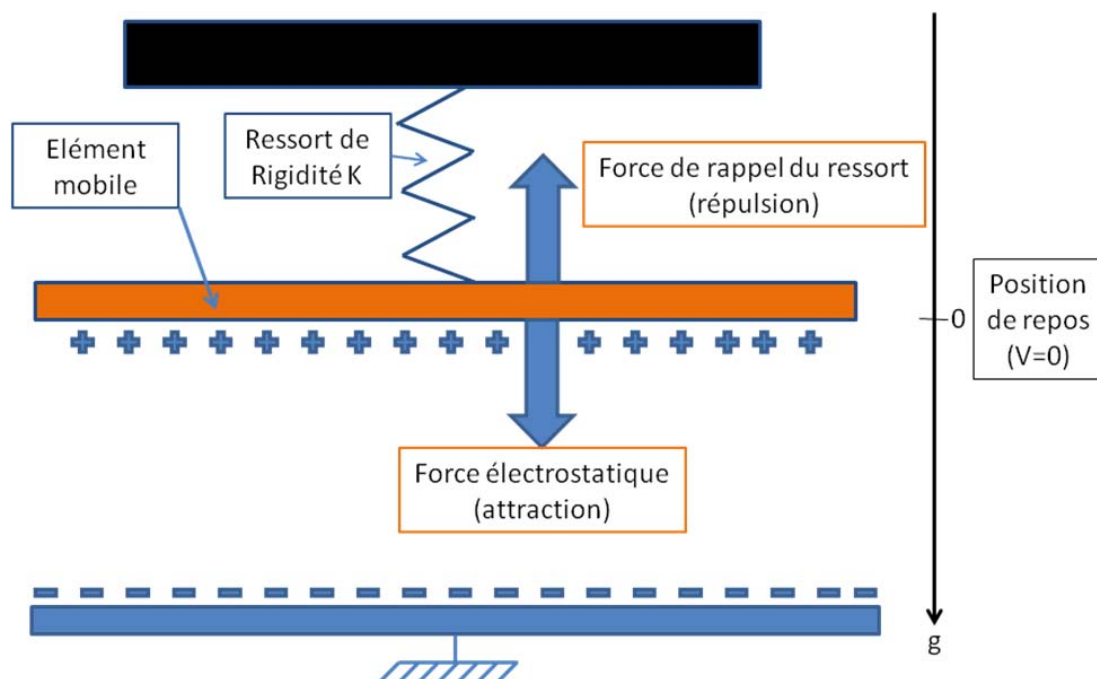 Elément
mobile
Ressort de
Rigidité K
Force de rappel du ressort
(répulsion)
0
Position
de repos
(V=0)
Force électrostatique
(attraction)
g